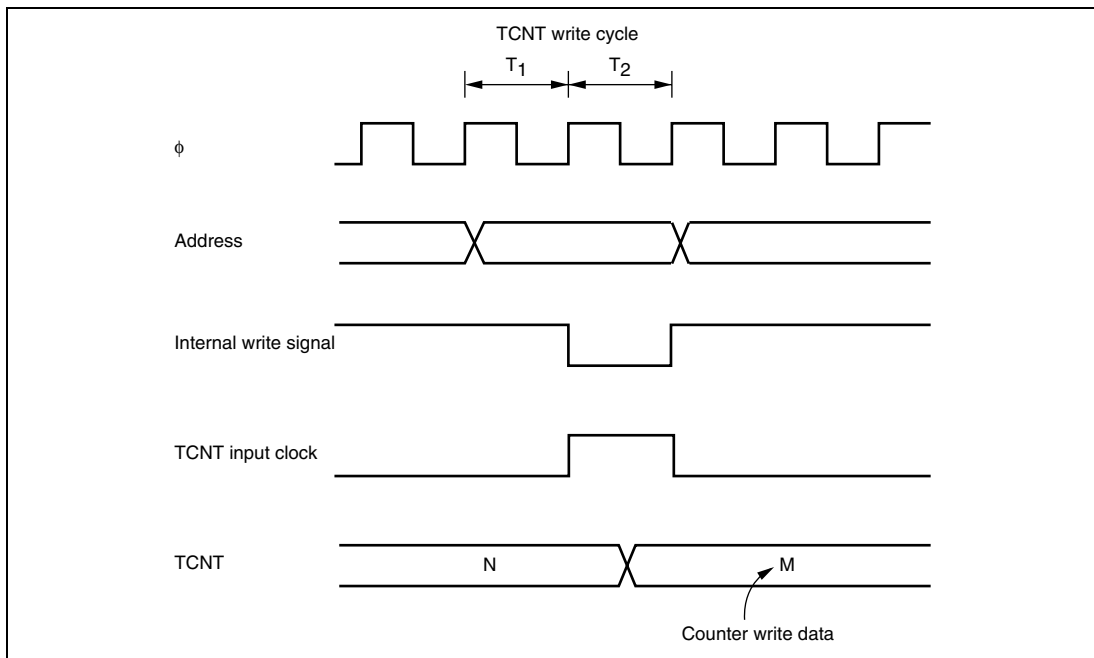 TCNT write cycle
T1 T2
ϕ
Address
Internal write signal
TCNT input clock
TCNT N M
Counter write data